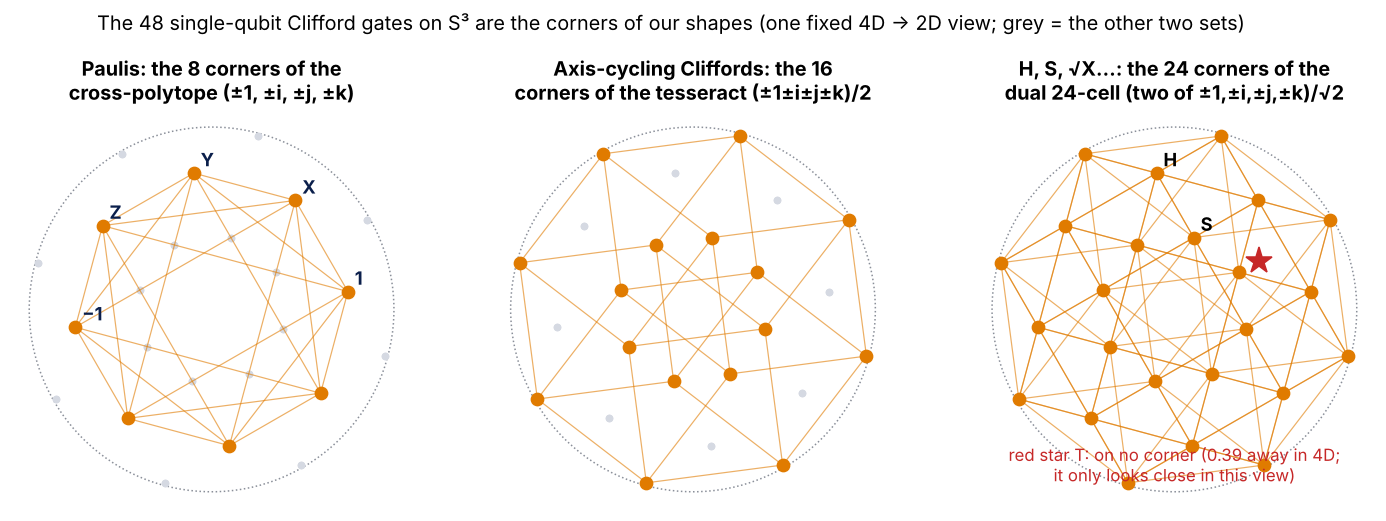 The 48 single-qubit Clifford gates on S³ are the corners of our shapes (one fixed 4D → 2D view; grey = the other two sets)
Paulis: the 8 corners of the
cross-polytope (±1, ±i, ±j, ±k)
Axis-cycling Cliffords: the 16
corners of the tesseract (±1±i±j±k)/2
H, S, √X...: the 24 corners of the
dual 24-cell (two of ±1,±i,±j,±k)/√2
Y
X
Z
1
−1
H
S
red star T: on no corner (0.39 away in 4D;
it only looks close in this view)